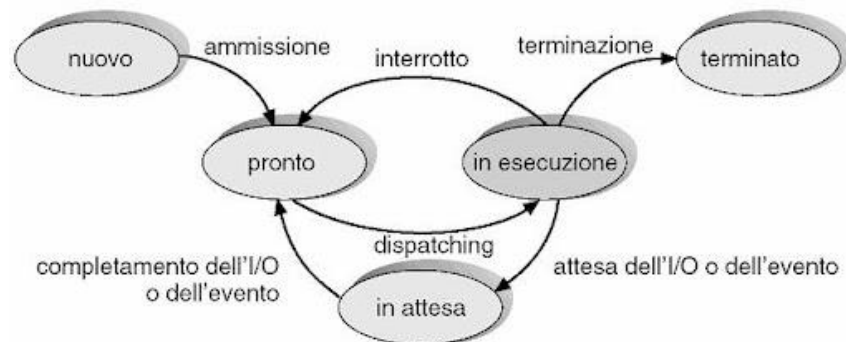 nuovo
ammissione
interrotto
terminazione
terminato
pronto
in esecuzione
dispatching
completamento dell'I/O
o dell'evento
in attesa
attesa dell'I/O o dell'evento